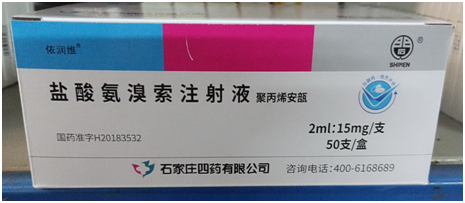 依润维®
SHIMEN
盐酸氨溴索注射液 聚丙烯安瓿
2ml:15mg/支
50支/盒
国药准字H20183532
石家庄四药有限公司
咨询电话:400-6168689